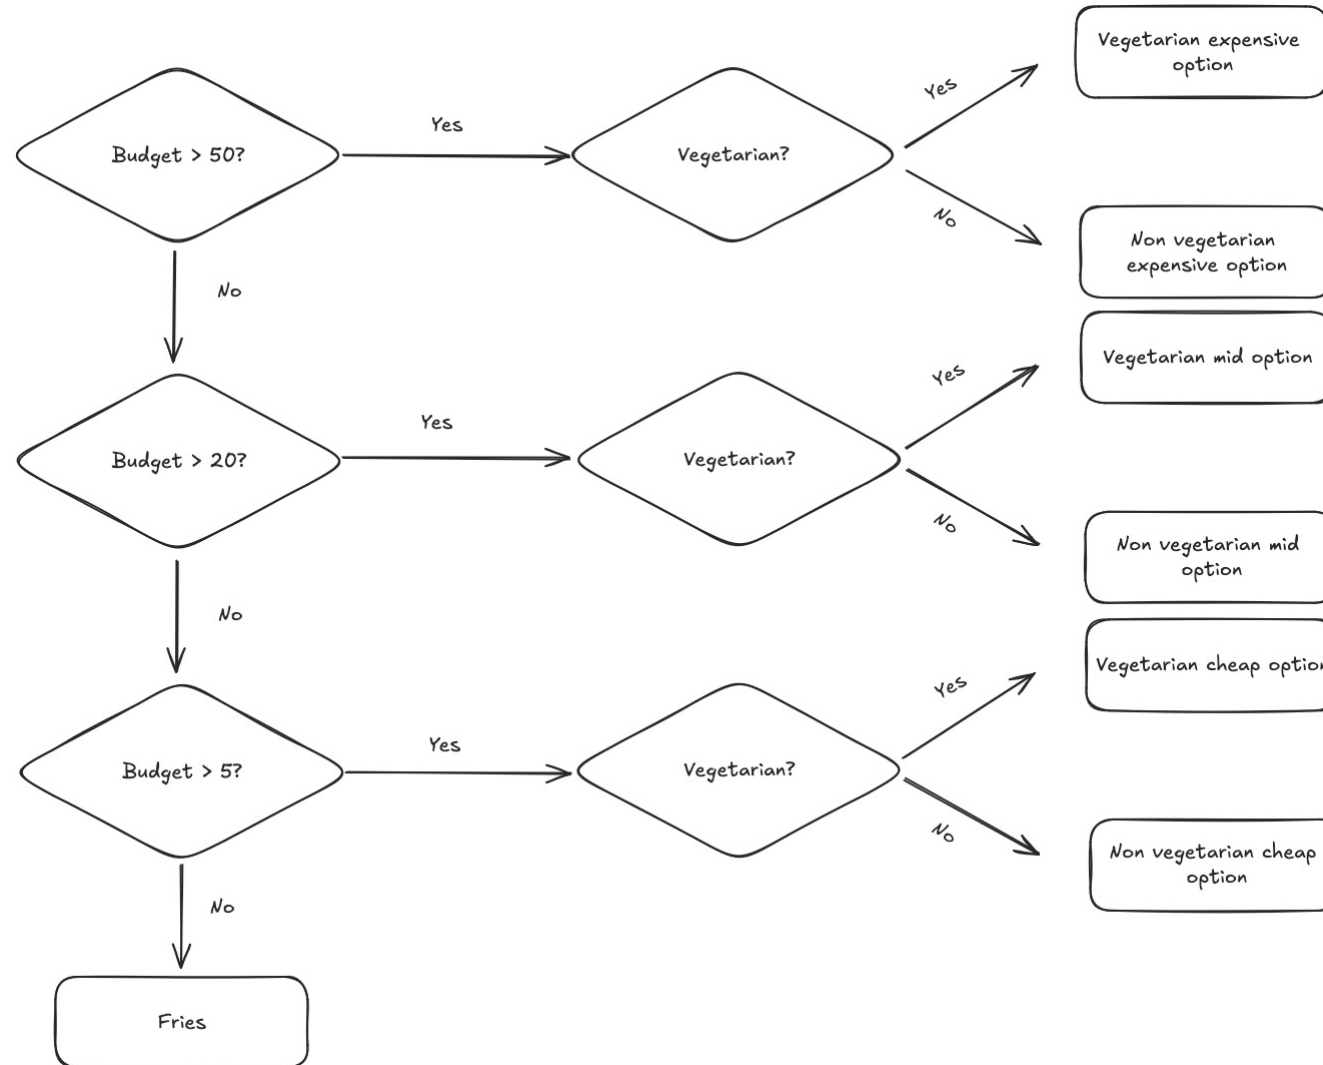 Vegetarian expensive
option
Yes
Budget > 50?
Yes
Vegetarian?
No
Non vegetarian
expensive option
No
Vegetarian mid option
Yes
Budget > 20?
Yes
Vegetarian?
No
Non vegetarian mid
option
No
Vegetarian cheap option
Yes
Budget > 5?
Yes
Vegetarian?
No
Non vegetarian cheap
option
No
Fries